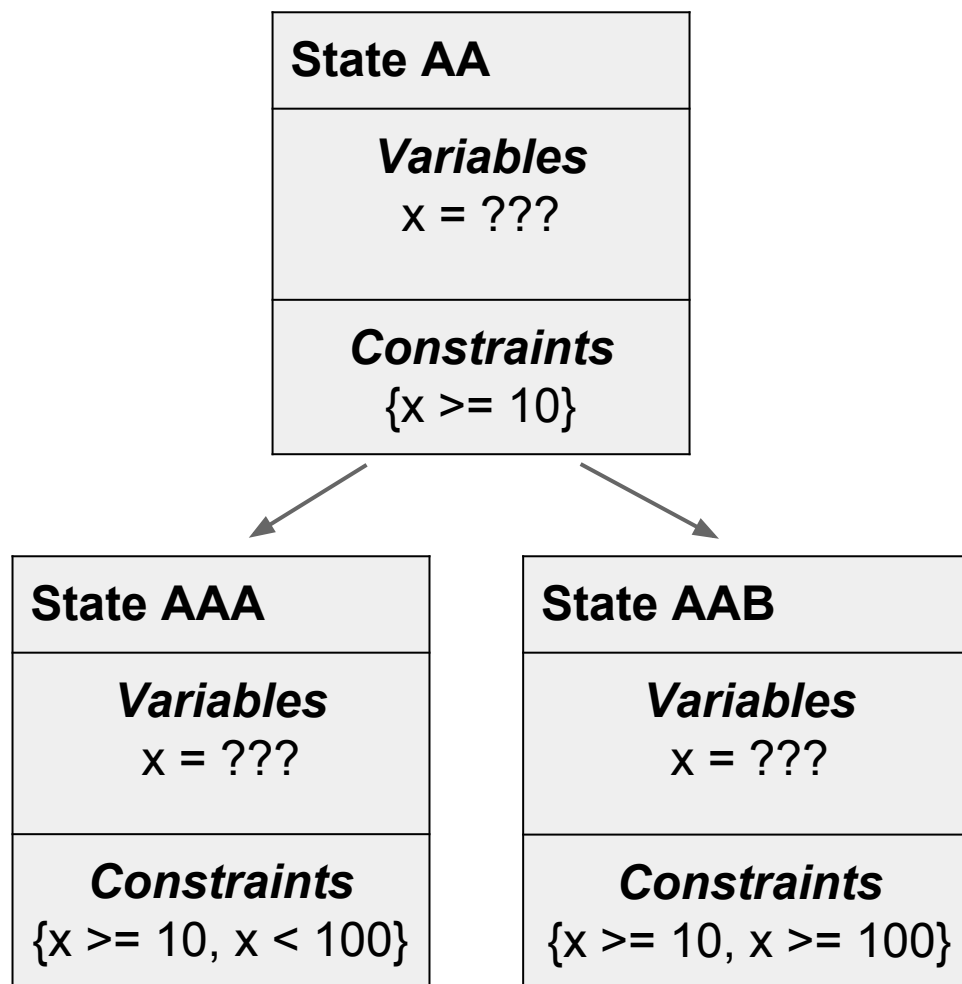 State AA
Variables
x = ???
Constraints
{x >= 10}
State AAA
Variables
x = ???
Constraints
{x >= 10, x < 100}
State AAB
Variables
x = ???
Constraints
{x >= 10, x >= 100}